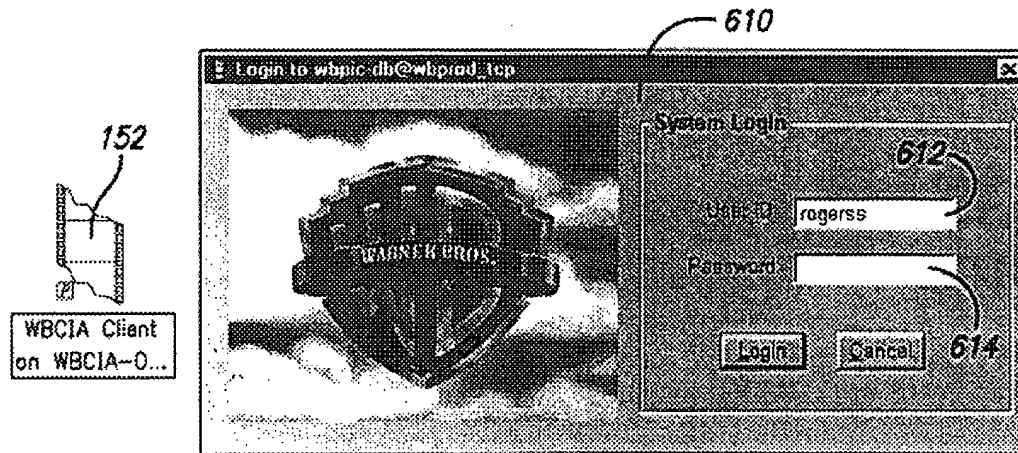 610
Login to wbpic-db@wbprod_tcp
152
System Login
612
User ID:
rogerss
WARNER BROS.
Password:
WBCIA Client
on WBCIA-O...
Login
Cancel
614